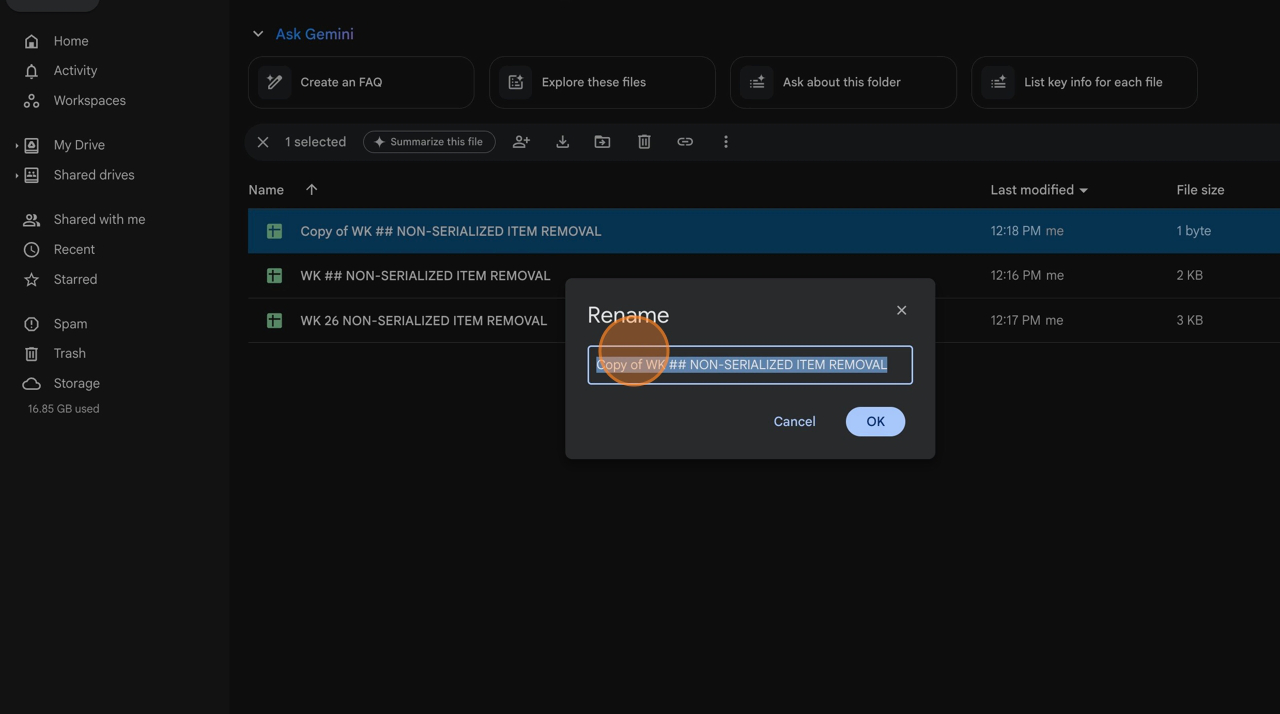 Home
Activity
Workspaces
My Drive
Shared drives
Shared with me
Recent
Starred
Spam
Trash
Storage
16.85 GB used
Ask Gemini
Create an FAQ
Explore these files
Ask about this folder
List key info for each file
1 selected
Summarize this file
Name
Last modified
File size
Copy of WK ## NON-SERIALIZED ITEM REMOVAL
12:18 PM me
1 byte
WK ## NON-SERIALIZED ITEM REMOVAL
12:16 PM me
2 KB
WK 26 NON-SERIALIZED ITEM REMOVAL
12:17 PM me
3 KB
Rename
Copy of WK ## NON-SERIALIZED ITEM REMOVAL
Cancel
OK